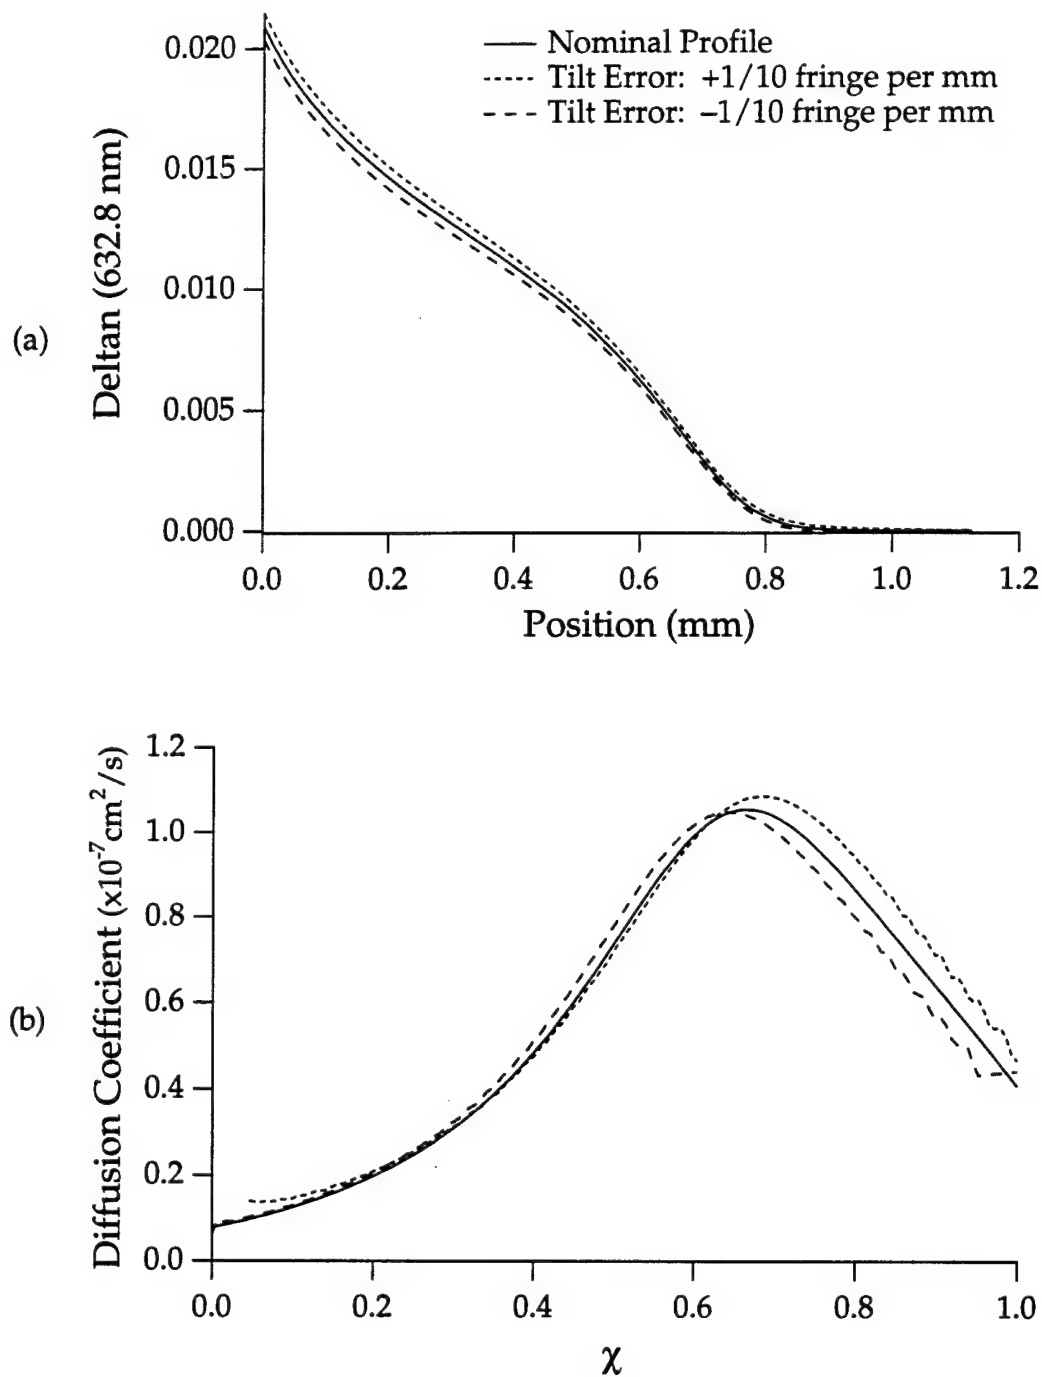 Nominal Profile
Tilt Error: +1/10 fringe per mm
Tilt Error: –1/10 fringe per mm
(a)
Deltan (632.8 nm)
0.020
0.015
0.010
0.005
0.000
0.0 0.2 0.4 0.6 0.8 1.0 1.2
Position (mm)
(b)
Diffusion Coefficient (x10⁻⁷cm²/s)
1.2
1.0
0.8
0.6
0.4
0.2
0.0
0.0 0.2 0.4 0.6 0.8 1.0
χ